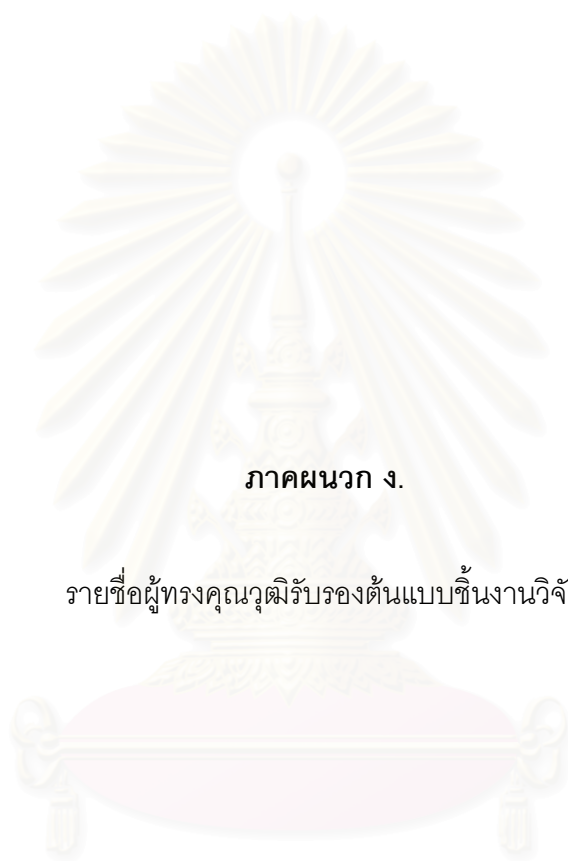 ภาคผนวก ง.
รายชื่อผู้ทรงคุณวุฒิรับรองต้นแบบชิ้นงานวิจั